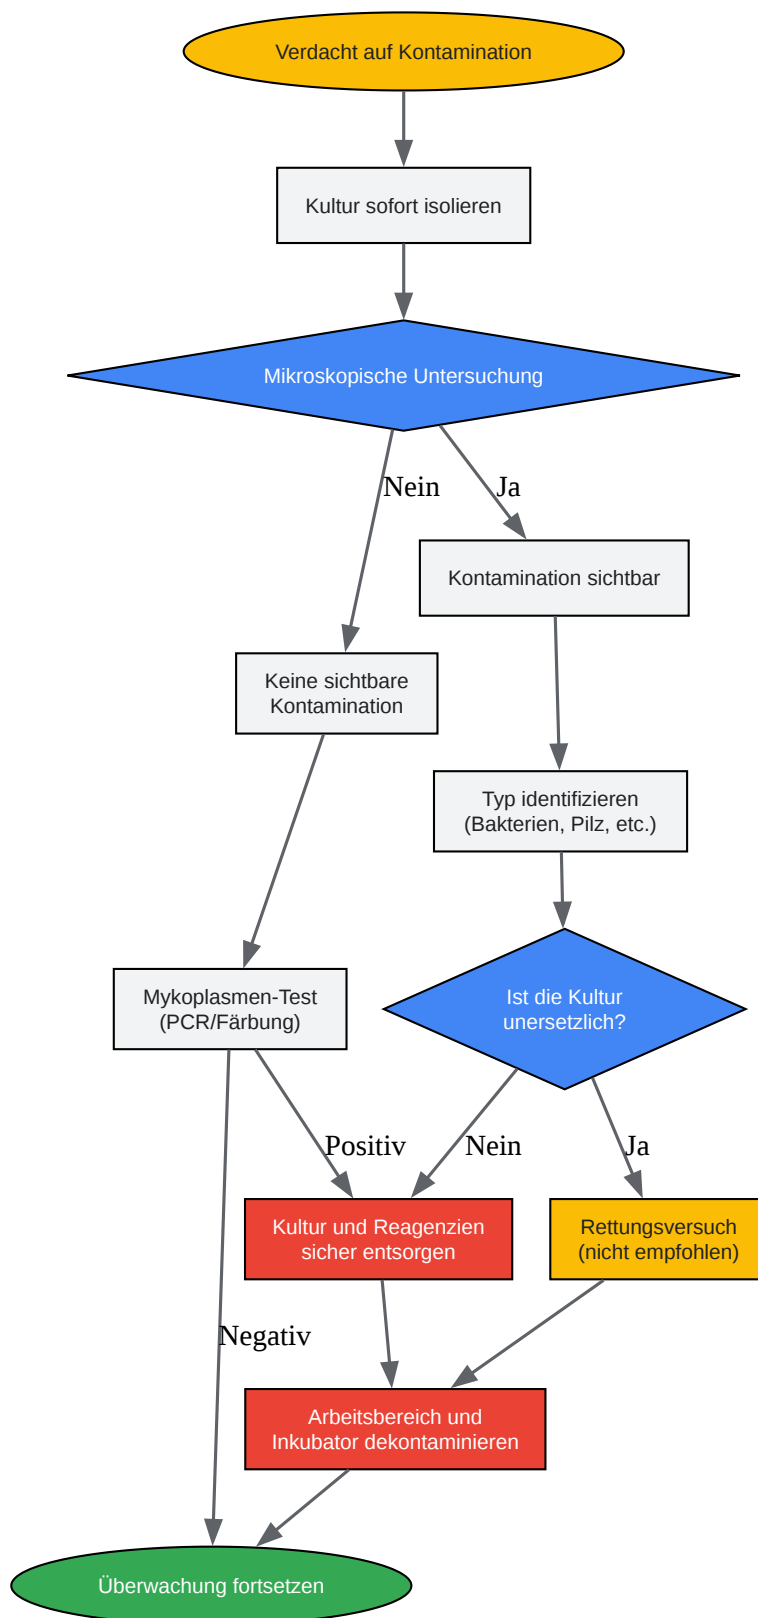 Verdacht auf Kontamination
Kultur sofort isolieren
Mikroskopische Untersuchung
Nein
Ja
Kontamination sichtbar
Keine sichtbare
Kontamination
Typ identifizieren
(Bakterien, Pilz, etc.)
Mykoplasmen-Test
(PCR/Färbung)
Ist die Kultur
unersetzlich?
Positiv
Nein
Ja
Kultur und Reagenzien
sicher entsorgen
Rettungsversuch
(nicht empfohlen)
Negativ
Arbeitsbereich und
Inkubator dekontaminieren
Überwachung fortsetzen